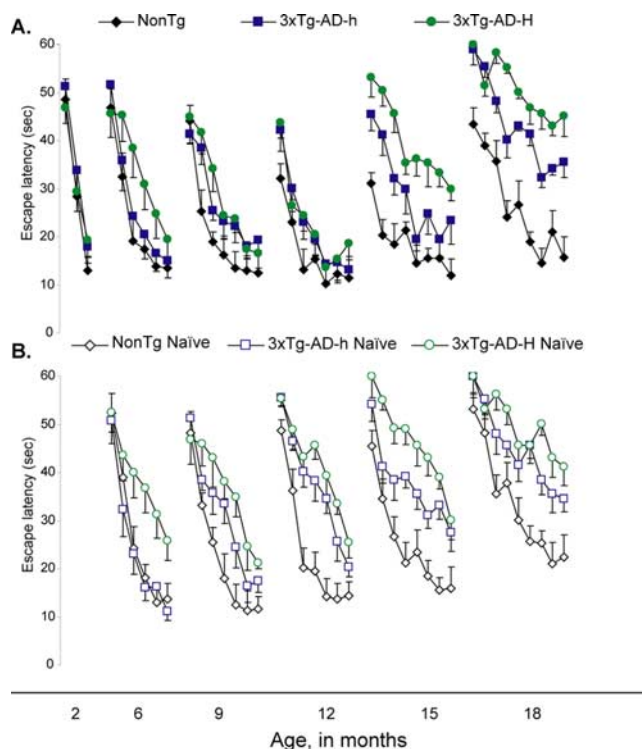 A. NonTg 3xTg-AD-h 3xTg-AD-H
60
50
40
30
20
10
0
Escape latency (sec)
B. NonTg Naïve 3xTg-AD-h Naïve 3xTg-AD-H Naïve
60
50
40
30
20
10
0
Escape latency (sec)
2 6 9 12 15 18
Age, in months